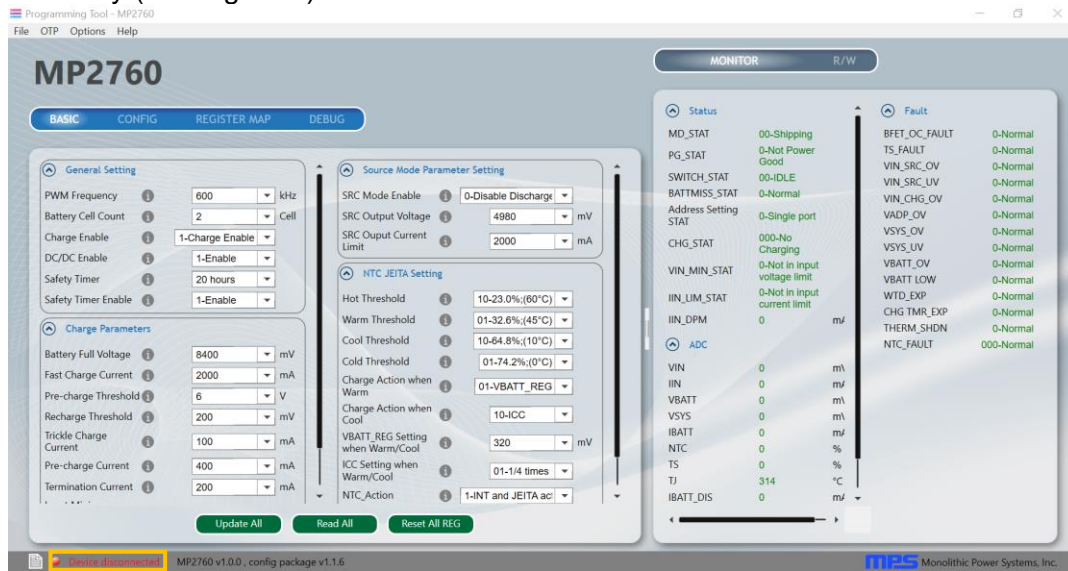 Programming Tool - MP2760
File OTP Options Help
MP2760
BASIC CONFIG REGISTER MAP DEBUG
General Setting
PWM Frequency 600 kHz
Battery Cell Count 2 Cell
Charge Enable 1-Charge Enable
DC/DC Enable 1-Enable
Safety Timer 20 hours
Safety Timer Enable 1-Enable
Charge Parameters
Battery Full Voltage 8400 mV
Fast Charge Current 2000 mA
Pre-charge Threshold 6 V
Recharge Threshold 200 mV
Trickle Charge
Current 100 mA
Pre-charge Current 400 mA
Termination Current 200 mA
Source Mode Parameter Setting
SRC Mode Enable 0-Disable Discharge
SRC Output Voltage 4980 mV
SRC Ouput Current
Limit 2000 mA
NTC JEITA Setting
Hot Threshold 10-23.0%;(60°C)
Warm Threshold 01-32.6%;(45°C)
Cool Threshold 10-64.8%;(10°C)
Cold Threshold 01-74.2%;(0°C)
Charge Action when
Warm 01-VBATT_REG
Charge Action when
Cool 10-ICC
VBATT_REG Setting
when Warm/Cool 320 mV
ICC Setting when
Warm/Cool 01-1/4 times
NTC_Action 1-INT and JEITA ac
Update All Read All Reset All REG
MONITOR R/W
Status
MD_STAT 00-Shipping
PG_STAT 0-Not Power
Good
SWITCH_STAT 00-IDLE
BATTMISS_STAT 0-Normal
Address Setting
STAT 0-Single port
CHG_STAT 000-No
Charging
VIN_MIN_STAT 0-Not in input
voltage limit
IIN_LIM_STAT 0-Not in input
current limit
IIN_DPM 0 m
ADC
VIN 0 m
IIN 0 m
VBATT 0 m
VSYS 0 m
IBATT 0 m
NTC 0 %
TS 0 %
TJ 314 °C
IBATT_DIS 0 m
Fault
BFET_OC_FAULT 0-Normal
TS_FAULT 0-Normal
VIN_SRC_OV 0-Normal
VIN_SRC_UV 0-Normal
VIN_CHG_OV 0-Normal
VADP_OV 0-Normal
VSYS_OV 0-Normal
VSYS_UV 0-Normal
VBATT_OV 0-Normal
VBATT LOW 0-Normal
WTD_EXP 0-Normal
CHG TMR_EXP 0-Normal
THERM_SHDN 0-Normal
NTC_FAULT 000-Normal
Device disconnected MP2760 v1.0.0 , config package v1.1.6
mps Monolithic Power Systems, Inc.